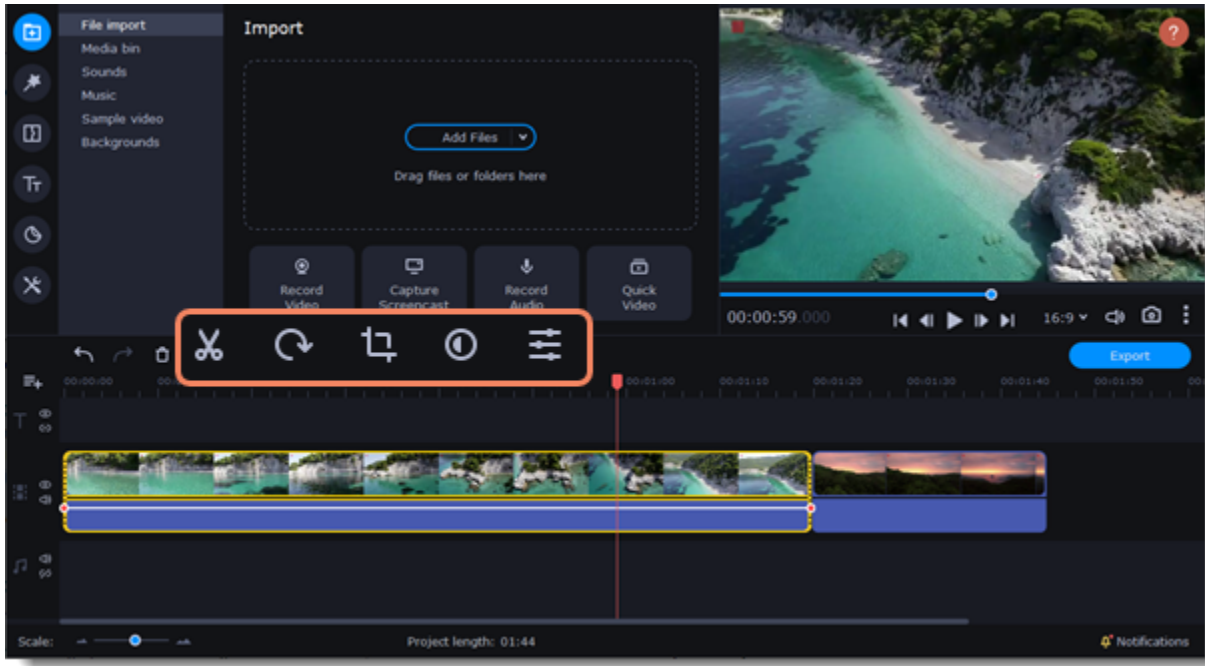 File import
Media bin
Sounds
Music
Sample video
Backgrounds
Import
Add Files
Drag files or folders here
Record
Video
Capture
Screencast
Record
Audio
Quick
Video
?
00:00:59.000
16:9
Export
00:00:00
00:01:00
00:01:10
00:01:20
00:01:30
00:01:40
00:01:50
Tт
T
Scale:
Project length: 01:44
Notifications